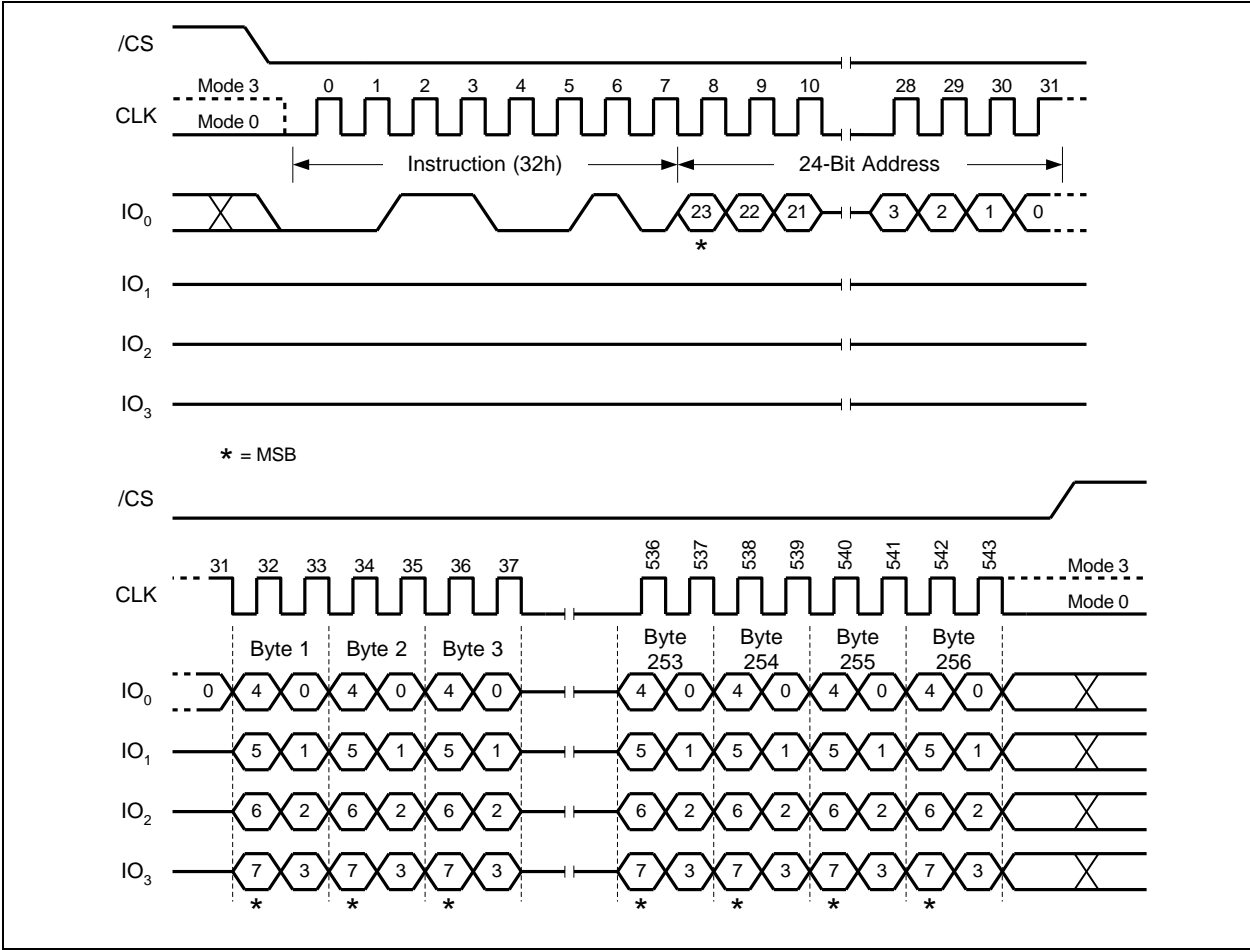 /CS
Mode 3 0 1 2 3 4 5 6 7 8 9 10 28 29 30 31
CLK
Mode 0
Instruction (32h) 24-Bit Address
IO0 23 22 21 3 2 1 0
*
IO1
IO2
IO3
* = MSB
/CS
31 32 33 34 35 36 37 536 537 538 539 540 541 542 543 Mode 3
CLK
Mode 0
Byte 1 Byte 2 Byte 3 Byte 253 Byte 254 Byte 255 Byte 256
IO0 0 4 0 4 0 4 0 4 0 4 0 4 0 4 0
IO1 5 1 5 1 5 1 5 1 5 1 5 1 5 1
IO2 6 2 6 2 6 2 6 2 6 2 6 2 6 2
IO3 7 3 7 3 7 3 7 3 7 3 7 3 7 3
* * * * * * *